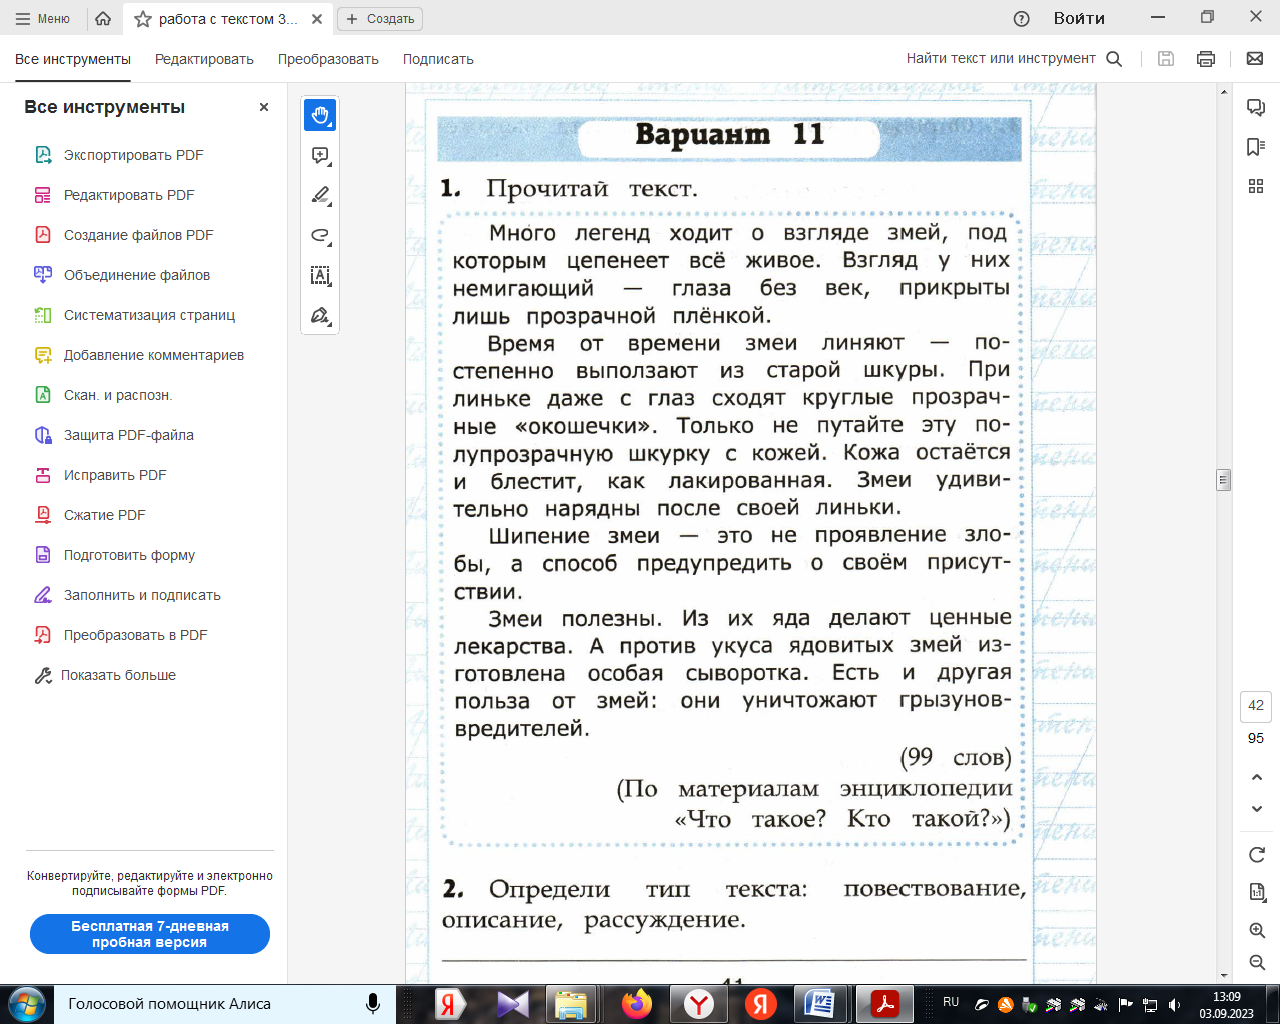 Меню
работа с текстом 3...
Создать
Войти
Все инструменты
Редактировать
Преобразовать
Подписать
Найти текст или инструмент
Все инструменты
Экспортировать PDF
Редактировать PDF
Создание файлов PDF
Объединение файлов
Систематизация страниц
Добавление комментариев
Скан. и распозн.
Защита PDF-файла
Исправить PDF
Сжатие PDF
Подготовить форму
Заполнить и подписать
Преобразовать в PDF
Показать больше
Конвертируйте, редактируйте и электронно
подписывайте формы PDF.
Бесплатная 7-дневная
пробная версия
Вариант 11
1. Прочитай текст.
Много легенд ходит о взгляде змей, под
которым цепенеет всё живое. Взгляд у них
немигающий — глаза без век, прикрыты
лишь прозрачной плёнкой.
Время от времени змеи линяют — по-
степенно выползают из старой шкуры. При
линьке даже с глаз сходят круглые прозрач-
ные «окошечки». Только не путайте эту по-
лупрозрачную шкурку с кожей. Кожа остаётся
и блестит, как лакированная. Змеи удиви-
тельно нарядны после своей линьки.
Шипение змеи — это не проявление зло-
бы, а способ предупредить о своём присут-
ствии.
Змеи полезны. Из их яда делают ценные
лекарства. А против укуса ядовитых змей из-
готовлена особая сыворотка. Есть и другая
польза от змей: они уничтожают грызунов-
вредителей.
(99 слов)
(По материалам энциклопедии
«Что такое? Кто такой?»)
2. Определи тип текста: повествование,
описание, рассуждение.
42
95
1:1
Голосовой помощник Алиса
RU
13:09
03.09.2023